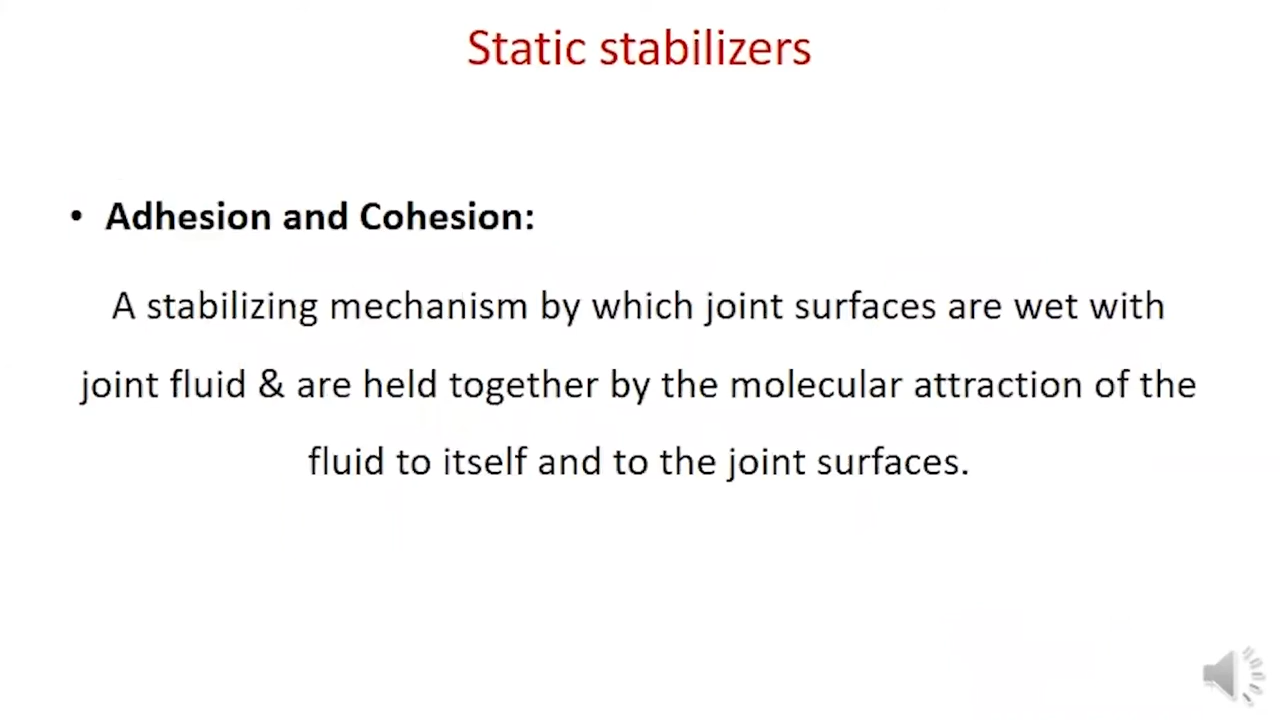 Static stabilizers
• Adhesion and Cohesion:
A stabilizing mechanism by which joint surfaces are wet with
joint fluid & are held together by the molecular attraction of the
fluid to itself and to the joint surfaces.